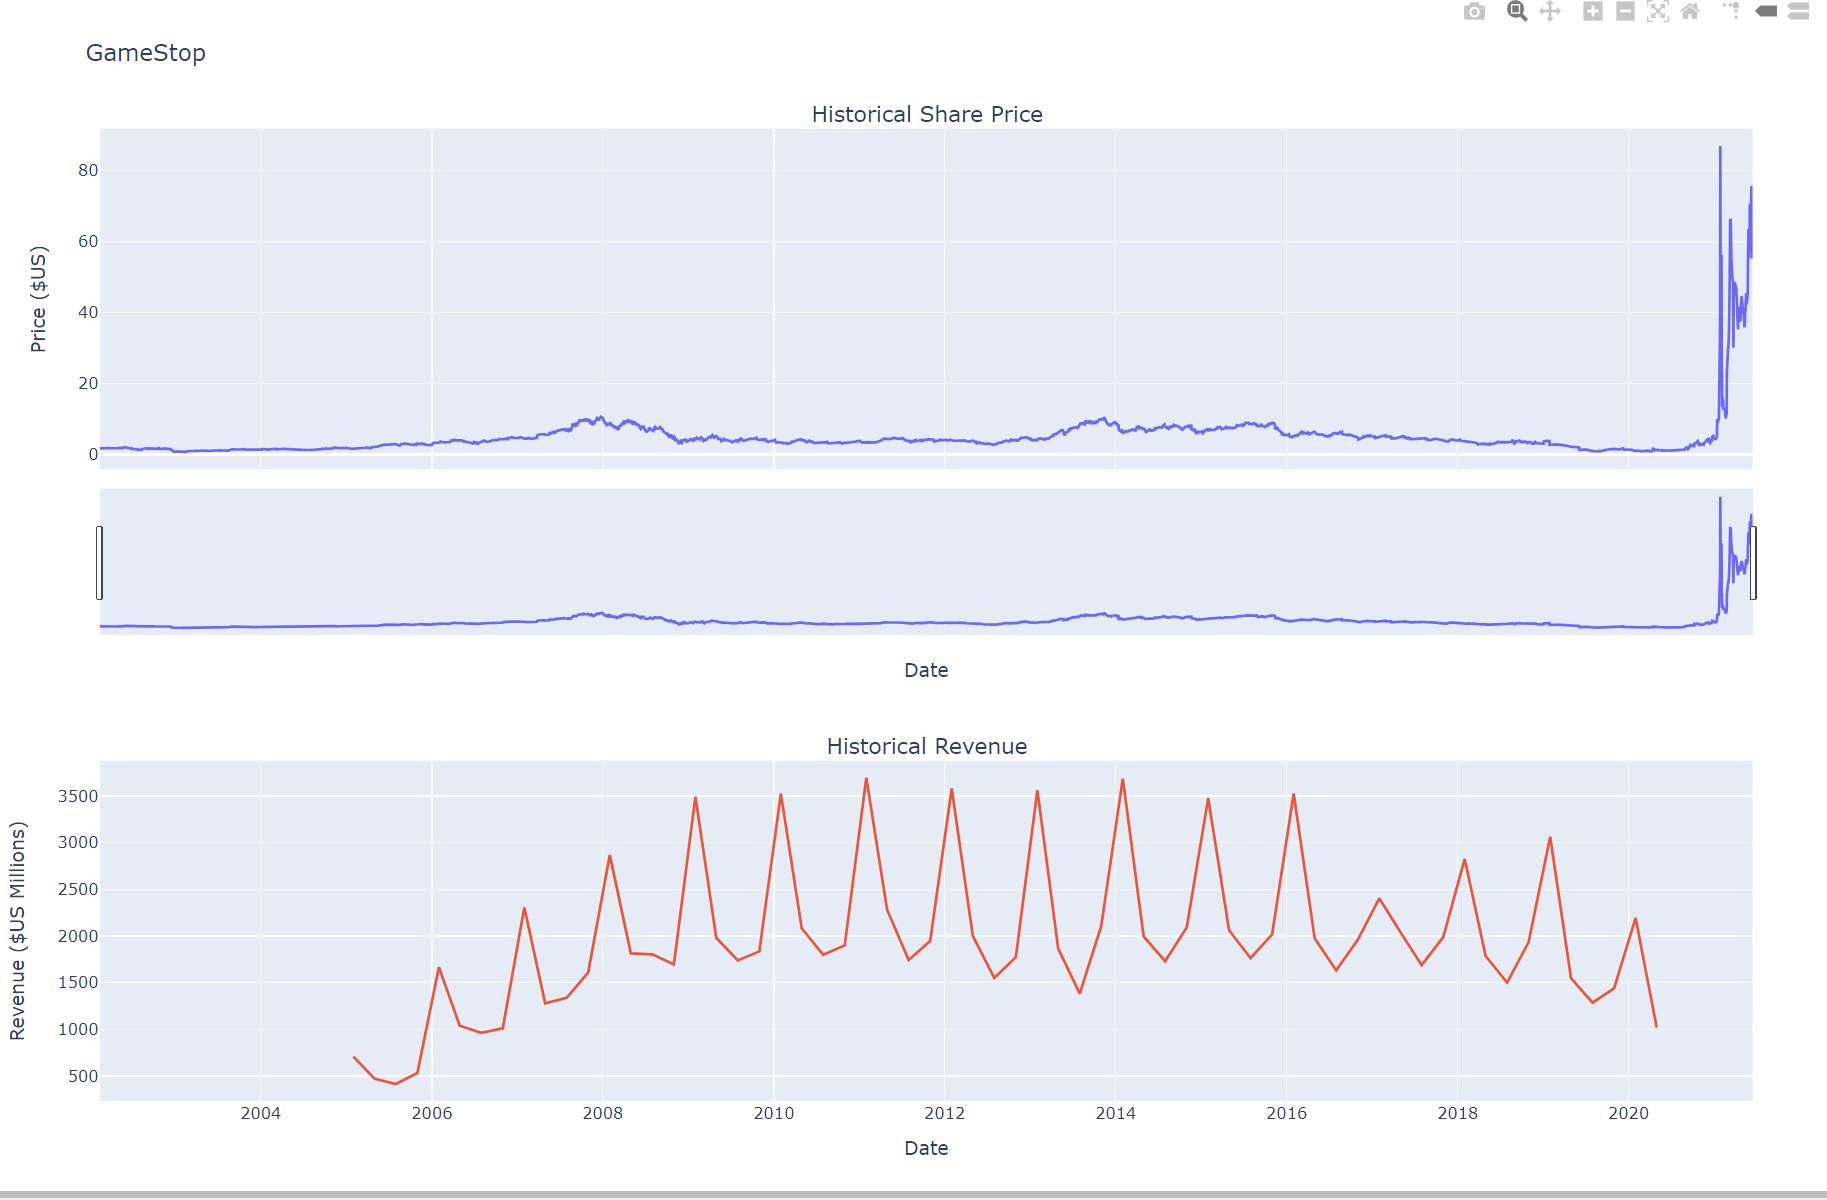 GameStop
Historical Share Price
Price ($US)
80
60
40
20
0
Date
Historical Revenue
Revenue ($US Millions)
3500
3000
2500
2000
1500
1000
500
2004 2006 2008 2010 2012 2014 2016 2018 2020
Date